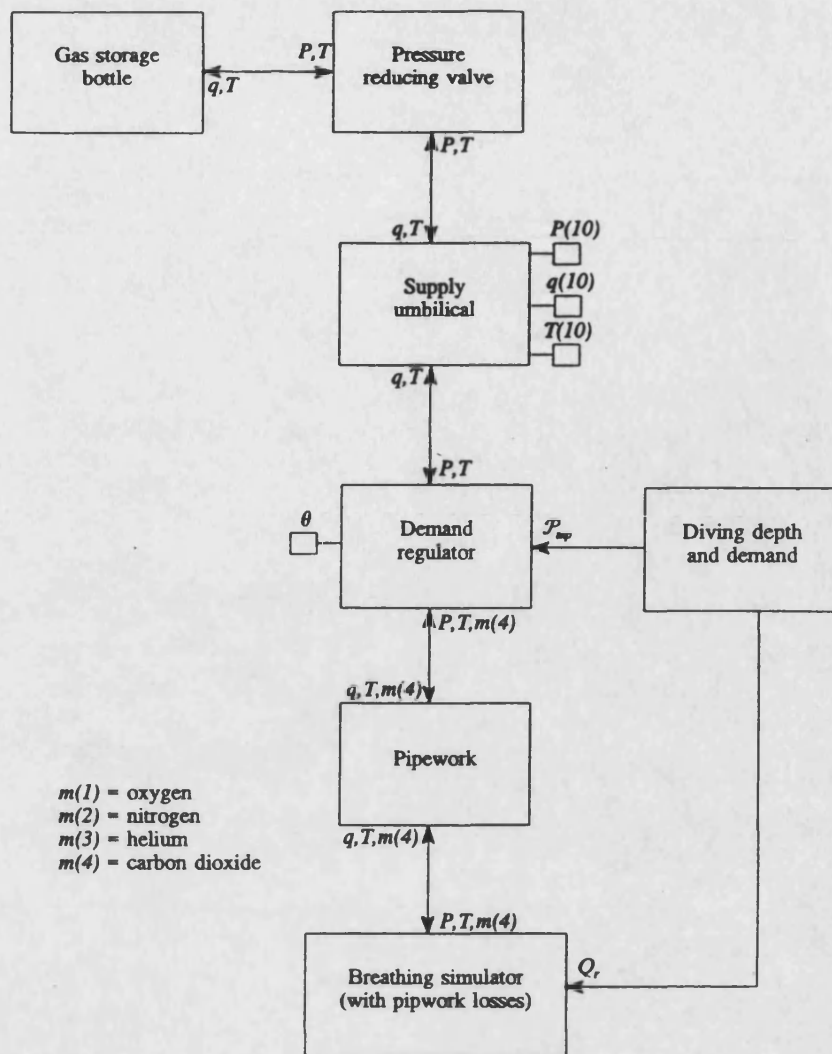 Gas storage
bottle
P,T
q,T
Pressure
reducing valve
P,T
q,T
P(10)
Supply
umbilical
q(10)
T(10)
q,T
P,T
θ
Demand
regulator
Diving depth
and demand
P,T,m(4)
q,T,m(4)
Pipework
m(1) = oxygen
m(2) = nitrogen
m(3) = helium
m(4) = carbon dioxide
q,T,m(4)
P,T,m(4)
Breathing simulator
(with pipwork losses)
Qr